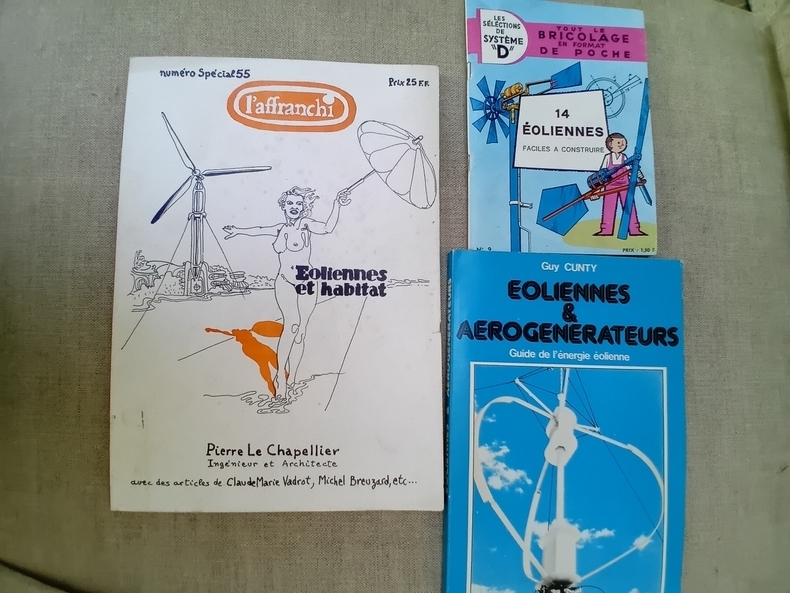 numéro Spécial 55
Prix 25 F.F.
l'affranchi
Eoliennes
et habitat
Pierre Le Chapellier
Ingénieur et Architecte
avec des articles de Claude Marie Vadrot, Michel Breuzard, etc...
LES
SÉLECTIONS
DE
SYSTÈME
"D"
TOUT LE
BRICOLAGE
EN FORMAT
DE POCHE
14
ÉOLIENNES
FACILES A CONSTRUIRE
PRIX : 1,50 F
Guy CUNTY
EOLIENNES
&
AEROGENERATEURS
Guide de l'énergie éolienne